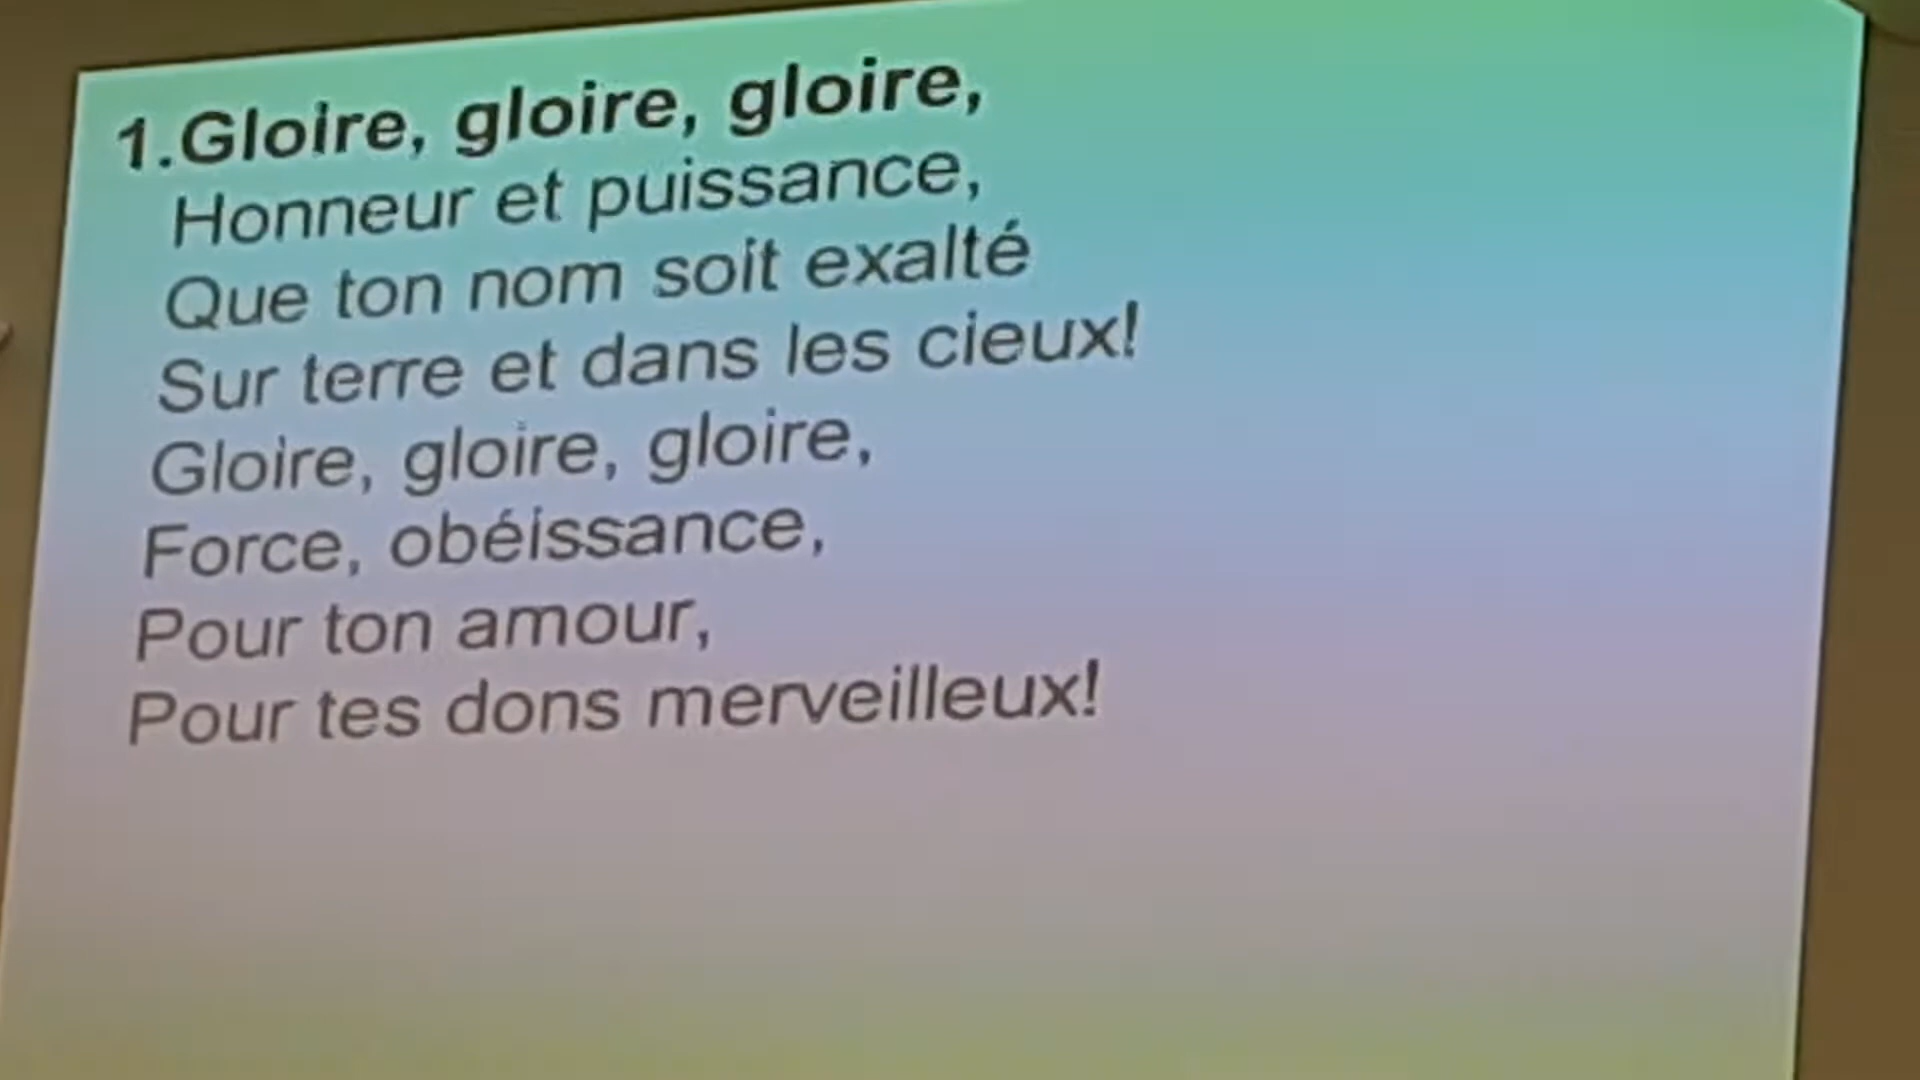 1.Gloire, gloire, gloire,
Honneur et puissance,
Que ton nom soit exalté
Sur terre et dans les cieux!
Gloire, gloire, gloire,
Force, obéissance,
Pour ton amour,
Pour tes dons merveilleux!